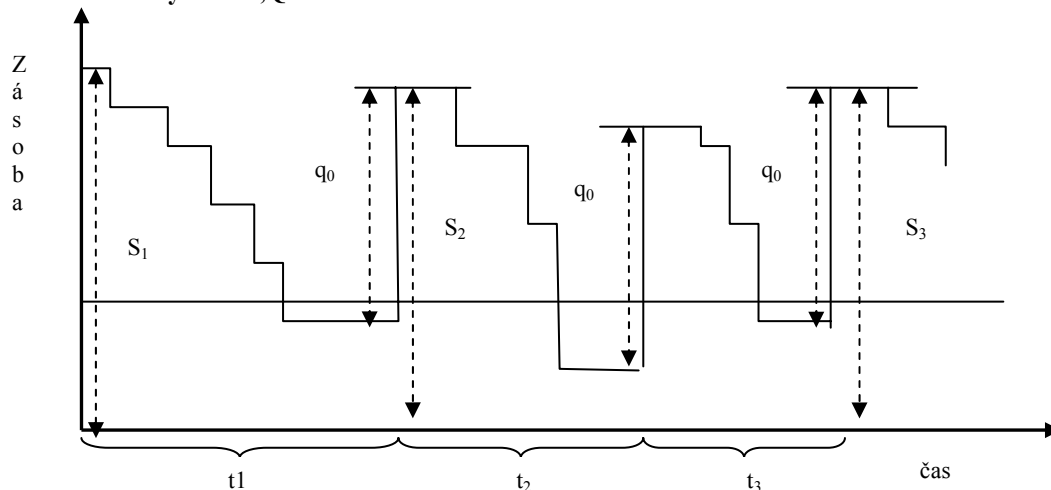 Z
á
s
o
b
a
q₀
q₀
q₀
S₁
S₂
S₃
t1
t₂
t₃
čas